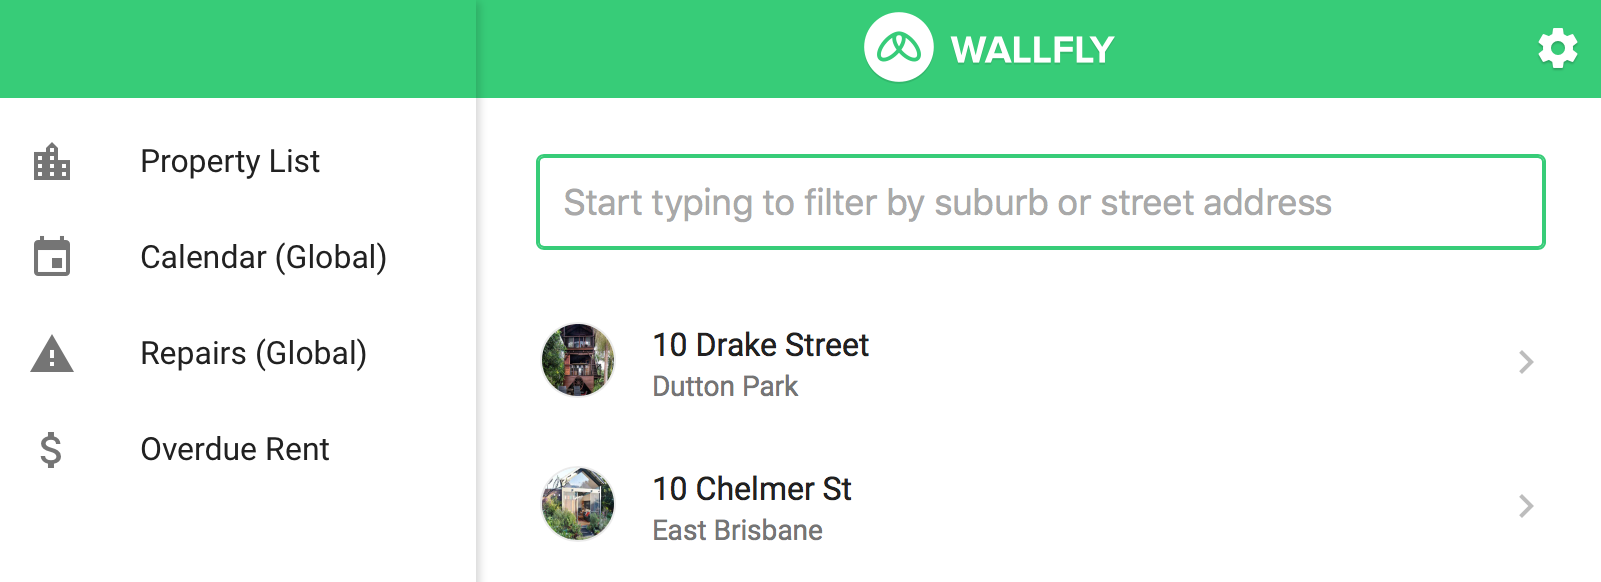 WALLFLY
Property List
Calendar (Global)
Repairs (Global)
Overdue Rent
Start typing to filter by suburb or street address
10 Drake Street
Dutton Park
10 Chelmer St
East Brisbane